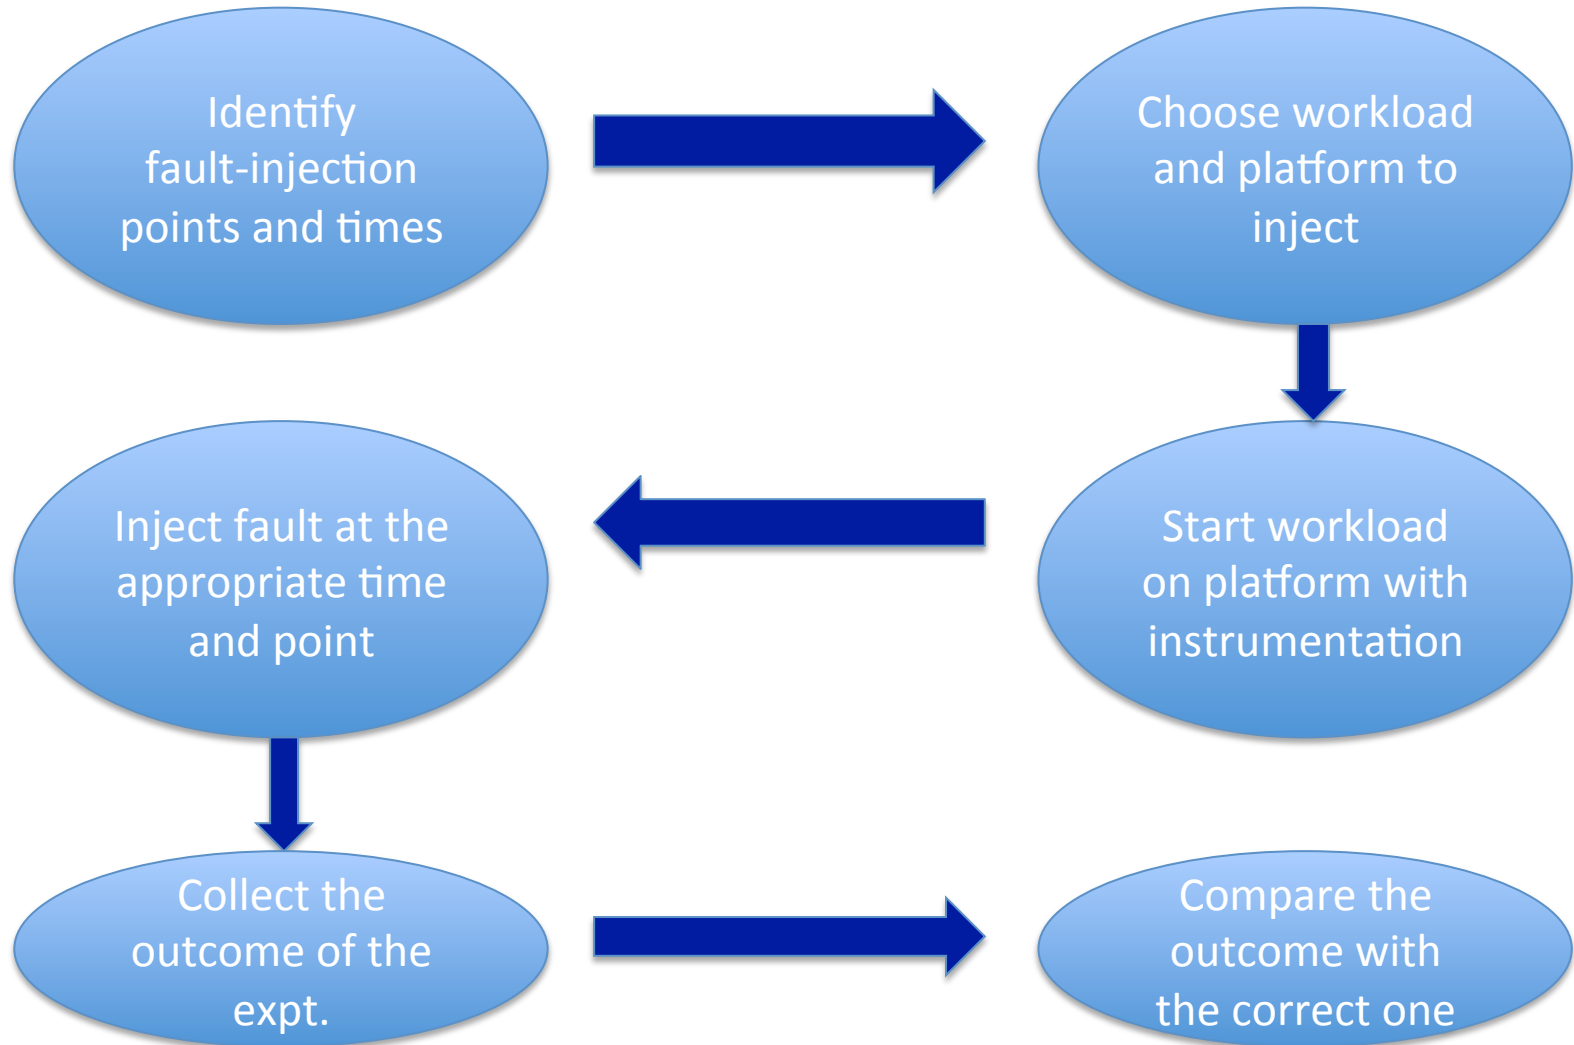 Identify
fault-injection
points and times
Choose workload
and platform to
inject
Start workload
on platform with
instrumentation
Inject fault at the
appropriate time
and point
Collect the
outcome of the
expt.
Compare the
outcome with
the correct one